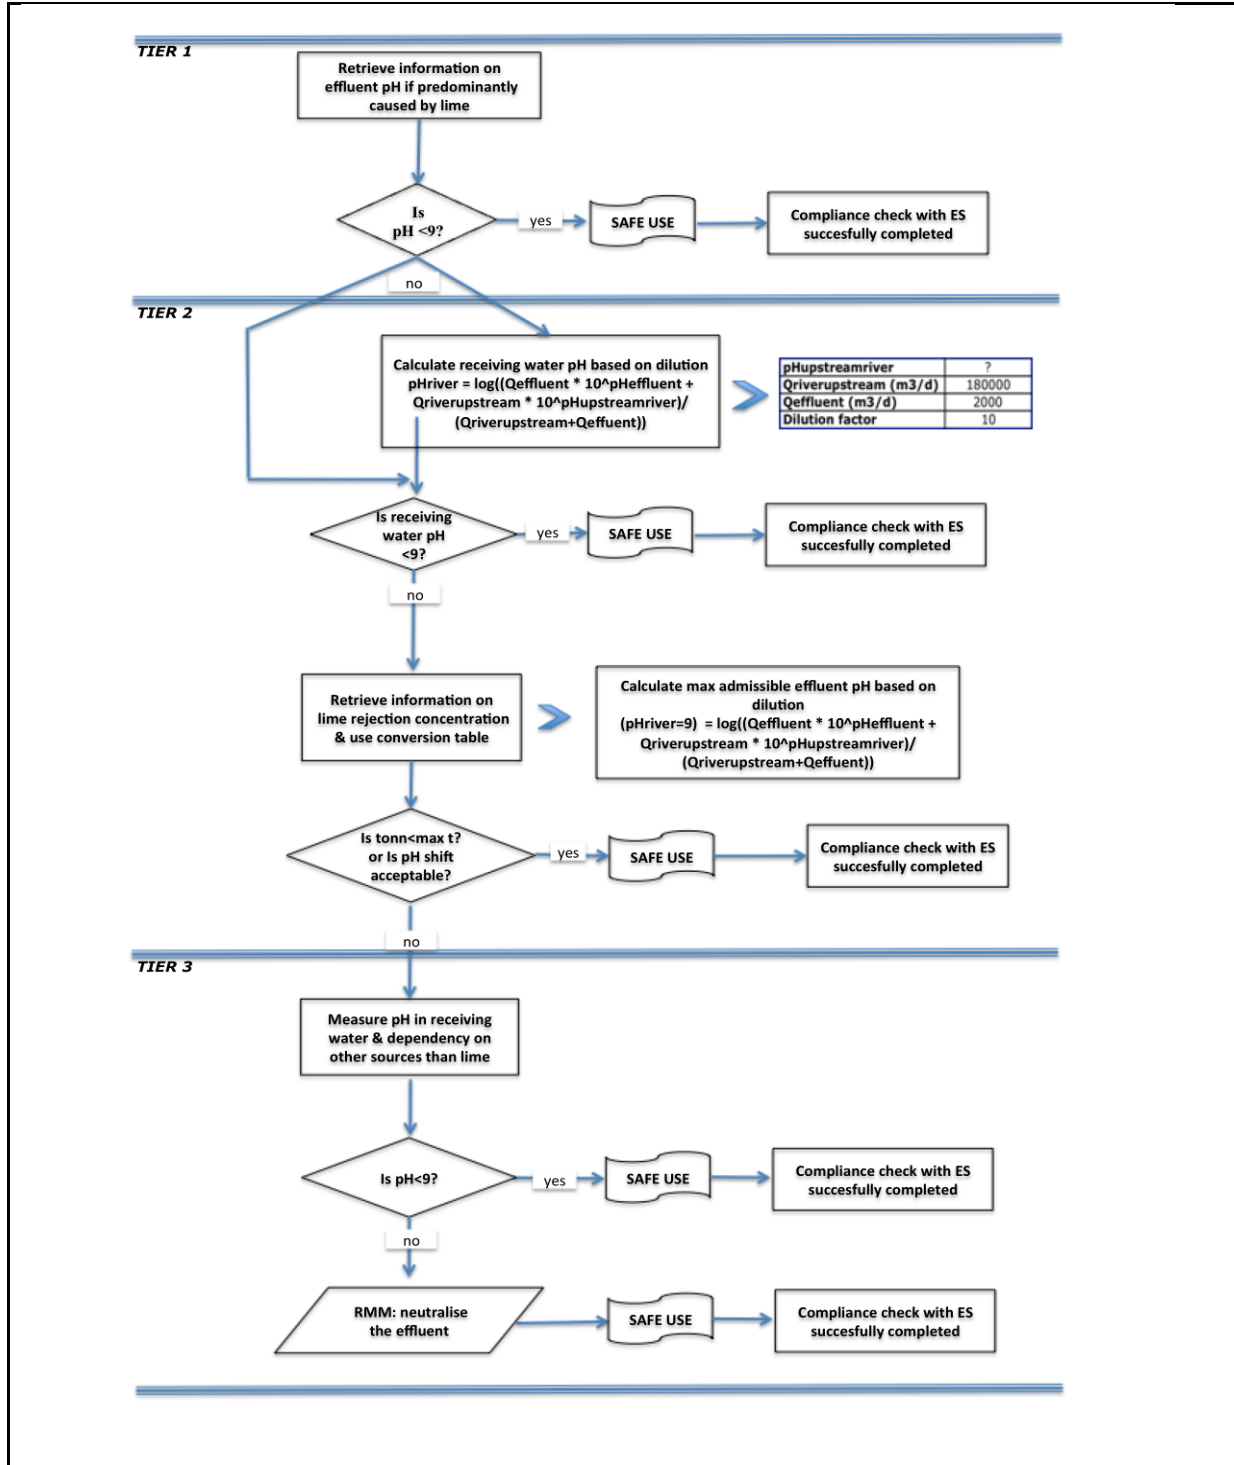 TIER 1
Retrieve information on
effluent pH if predominantly
caused by lime
Is
pH <9?
yes
SAFE USE
Compliance check with ES
succesfully completed
no
TIER 2
Calculate receiving water pH based on dilution
pHriver = log((Qeffluent * 10^pHeffluent +
Qriverupstream * 10^pHupstreamriver)/
(Qriverupstream+Qeffuent))
pHupstreamriver ?
Qriverupstream (m3/d) 180000
Qeffluent (m3/d) 2000
Dilution factor 10
Is receiving
water pH
<9?
yes
SAFE USE
Compliance check with ES
succesfully completed
no
Retrieve information on
lime rejection concentration
& use conversion table
Calculate max admissible effluent pH based on
dilution
(pHriver=9) = log((Qeffluent * 10^pHeffluent +
Qriverupstream * 10^pHupstreamriver)/
(Qriverupstream+Qeffuent))
Is tonn<max t?
or Is pH shift
acceptable?
yes
SAFE USE
Compliance check with ES
succesfully completed
no
TIER 3
Measure pH in receiving
water & dependency on
other sources than lime
Is pH<9?
yes
SAFE USE
Compliance check with ES
succesfully completed
no
RMM: neutralise
the effluent
SAFE USE
Compliance check with ES
succesfully completed